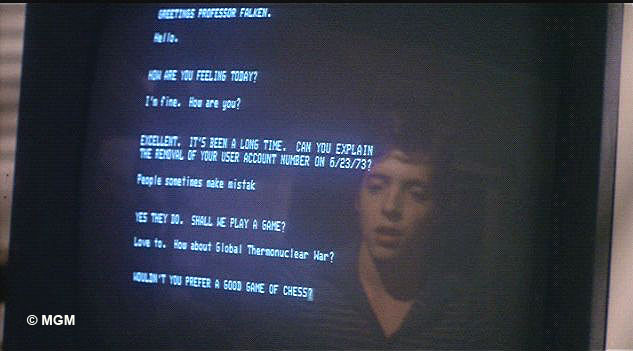 GREETINGS PROFESSOR FALKEN.
Hello.
HOW ARE YOU FEELING TODAY?
I'm fine. How are you?
EXCELLENT. IT'S BEEN A LONG TIME. CAN YOU EXPLAIN
THE REMOVAL OF YOUR USER ACCOUNT NUMBER ON 6/23/73?
People sometimes make mistak
YES THEY DO. SHALL WE PLAY A GAME?
Love to. How about Global Thermonuclear War?
WOULDN'T YOU PREFER A GOOD GAME OF CHESS?
© MGM